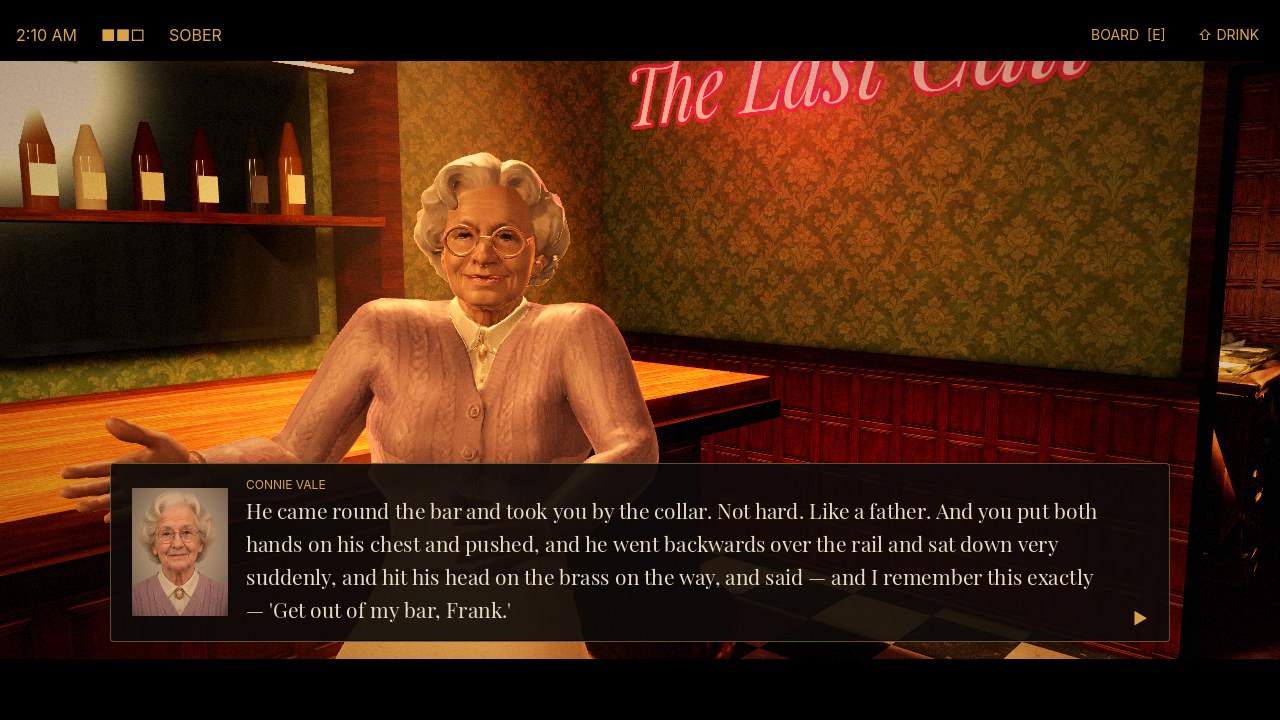 2:10 AM SOBER BOARD [E] ⇧ DRINK
The Last Call
CONNIE VALE
He came round the bar and took you by the collar. Not hard. Like a father. And you put both
hands on his chest and pushed, and he went backwards over the rail and sat down very
suddenly, and hit his head on the brass on the way, and said — and I remember this exactly
— 'Get out of my bar, Frank.'